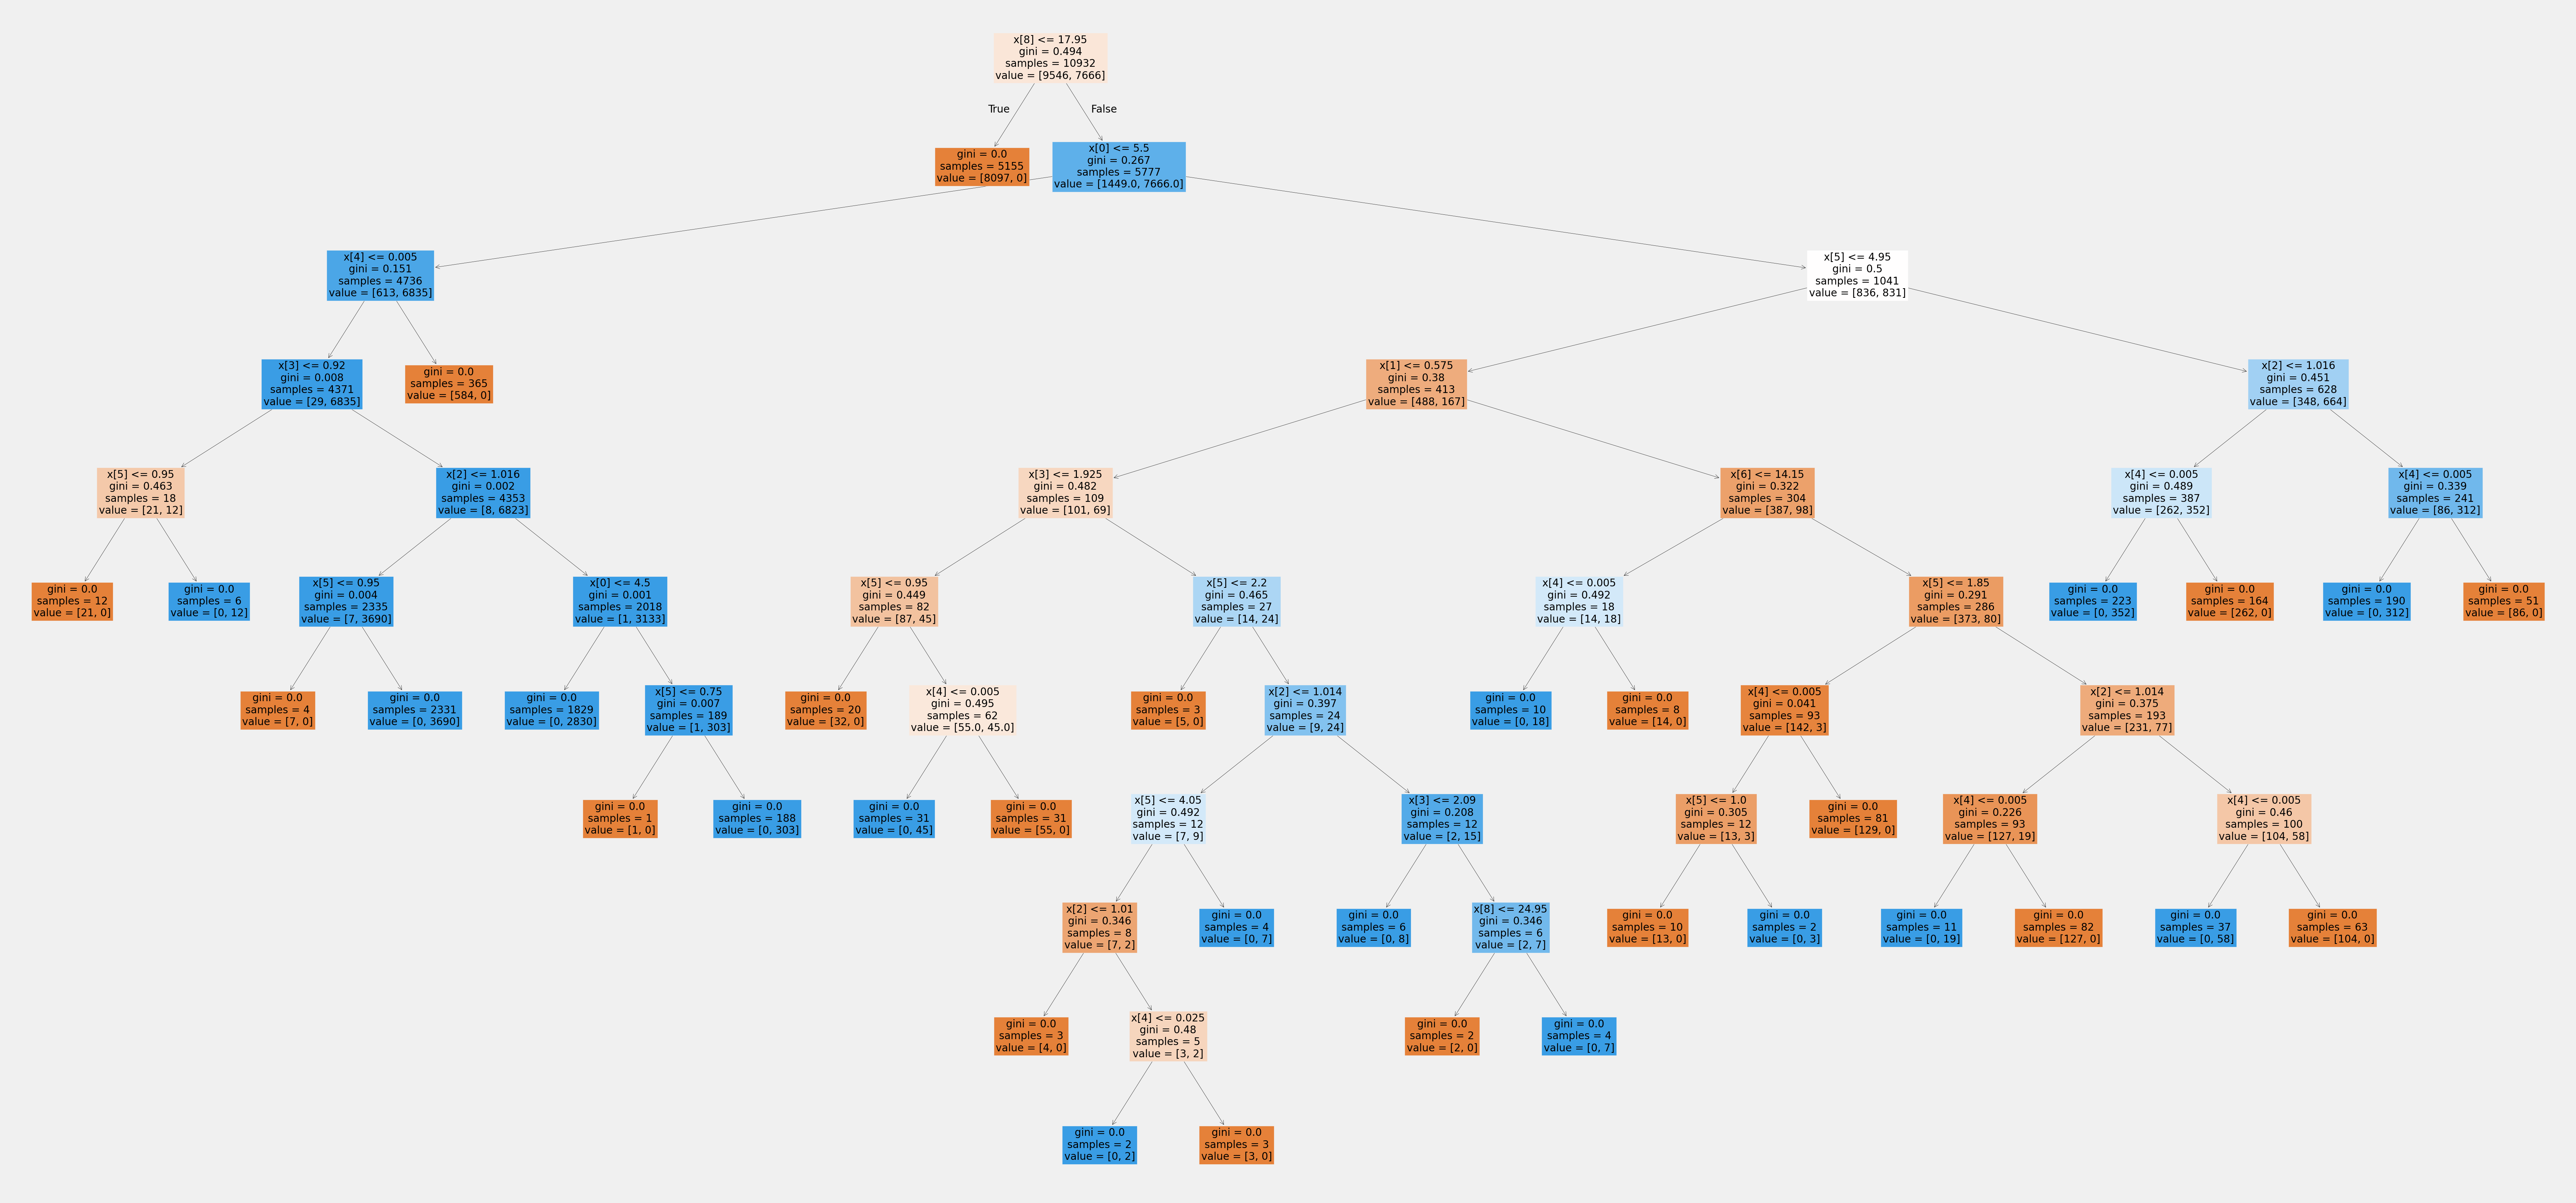 x[8] <= 17.95
gini = 0.494
samples = 10932
value = [9546, 7666]
True
False
gini = 0.0
samples = 5155
value = [8097, 0]
x[0] <= 5.5
gini = 0.267
samples = 5777
value = [1449.0, 7666.0]
x[4] <= 0.005
gini = 0.151
samples = 4736
value = [613, 6835]
x[5] <= 4.95
gini = 0.5
samples = 1041
value = [836, 831]
x[3] <= 0.92
gini = 0.008
samples = 4371
value = [29, 6835]
gini = 0.0
samples = 365
value = [584, 0]
x[1] <= 0.575
gini = 0.38
samples = 413
value = [488, 167]
x[2] <= 1.016
gini = 0.451
samples = 628
value = [348, 664]
x[5] <= 0.95
gini = 0.463
samples = 18
value = [21, 12]
x[2] <= 1.016
gini = 0.002
samples = 4353
value = [8, 6823]
x[3] <= 1.925
gini = 0.482
samples = 109
value = [101, 69]
x[6] <= 14.15
gini = 0.322
samples = 304
value = [387, 98]
x[4] <= 0.005
gini = 0.489
samples = 387
value = [262, 352]
x[4] <= 0.005
gini = 0.339
samples = 241
value = [86, 312]
gini = 0.0
samples = 12
value = [21, 0]
gini = 0.0
samples = 6
value = [0, 12]
x[5] <= 0.95
gini = 0.004
samples = 2335
value = [7, 3690]
x[0] <= 4.5
gini = 0.001
samples = 2018
value = [1, 3133]
x[5] <= 0.95
gini = 0.449
samples = 82
value = [87, 45]
x[5] <= 2.2
gini = 0.465
samples = 27
value = [14, 24]
x[4] <= 0.005
gini = 0.492
samples = 18
value = [14, 18]
x[5] <= 1.85
gini = 0.291
samples = 286
value = [373, 80]
gini = 0.0
samples = 223
value = [0, 352]
gini = 0.0
samples = 164
value = [262, 0]
gini = 0.0
samples = 190
value = [0, 312]
gini = 0.0
samples = 51
value = [86, 0]
gini = 0.0
samples = 4
value = [7, 0]
gini = 0.0
samples = 2331
value = [0, 3690]
gini = 0.0
samples = 1829
value = [0, 2830]
x[5] <= 0.75
gini = 0.007
samples = 189
value = [1, 303]
gini = 0.0
samples = 20
value = [32, 0]
x[4] <= 0.005
gini = 0.495
samples = 62
value = [55.0, 45.0]
gini = 0.0
samples = 3
value = [5, 0]
x[2] <= 1.014
gini = 0.397
samples = 24
value = [9, 24]
gini = 0.0
samples = 10
value = [0, 18]
gini = 0.0
samples = 8
value = [14, 0]
x[4] <= 0.005
gini = 0.041
samples = 93
value = [142, 3]
x[2] <= 1.014
gini = 0.375
samples = 193
value = [231, 77]
gini = 0.0
samples = 1
value = [1, 0]
gini = 0.0
samples = 188
value = [0, 303]
gini = 0.0
samples = 31
value = [0, 45]
gini = 0.0
samples = 31
value = [55, 0]
x[5] <= 4.05
gini = 0.492
samples = 12
value = [7, 9]
x[3] <= 2.09
gini = 0.208
samples = 12
value = [2, 15]
x[5] <= 1.0
gini = 0.305
samples = 12
value = [13, 3]
gini = 0.0
samples = 81
value = [129, 0]
x[4] <= 0.005
gini = 0.226
samples = 93
value = [127, 19]
x[4] <= 0.005
gini = 0.46
samples = 100
value = [104, 58]
x[2] <= 1.01
gini = 0.346
samples = 8
value = [7, 2]
gini = 0.0
samples = 4
value = [0, 7]
gini = 0.0
samples = 6
value = [0, 8]
x[8] <= 24.95
gini = 0.346
samples = 6
value = [2, 7]
gini = 0.0
samples = 10
value = [13, 0]
gini = 0.0
samples = 2
value = [0, 3]
gini = 0.0
samples = 11
value = [0, 19]
gini = 0.0
samples = 82
value = [127, 0]
gini = 0.0
samples = 37
value = [0, 58]
gini = 0.0
samples = 63
value = [104, 0]
gini = 0.0
samples = 3
value = [4, 0]
x[4] <= 0.025
gini = 0.48
samples = 5
value = [3, 2]
gini = 0.0
samples = 2
value = [2, 0]
gini = 0.0
samples = 4
value = [0, 7]
gini = 0.0
samples = 2
value = [0, 2]
gini = 0.0
samples = 3
value = [3, 0]